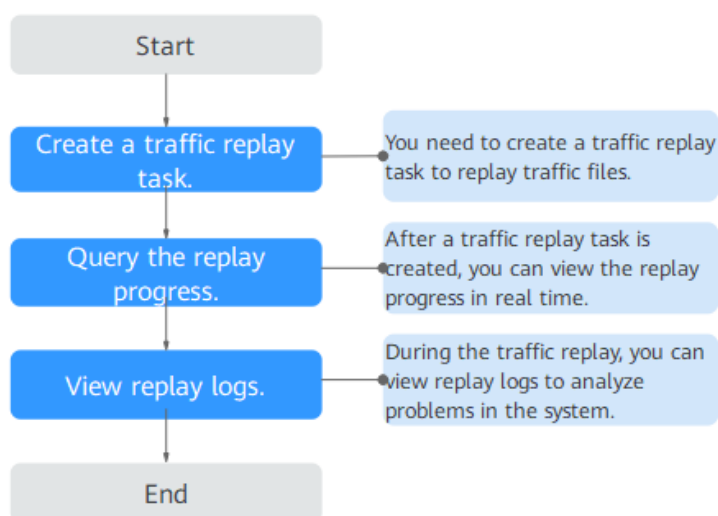 Start
Create a traffic replay
task.
You need to create a traffic replay
task to replay traffic files.
Query the replay
progress.
After a traffic replay task is
created, you can view the replay
progress in real time.
View replay logs.
During the traffic replay, you can
view replay logs to analyze
problems in the system.
End